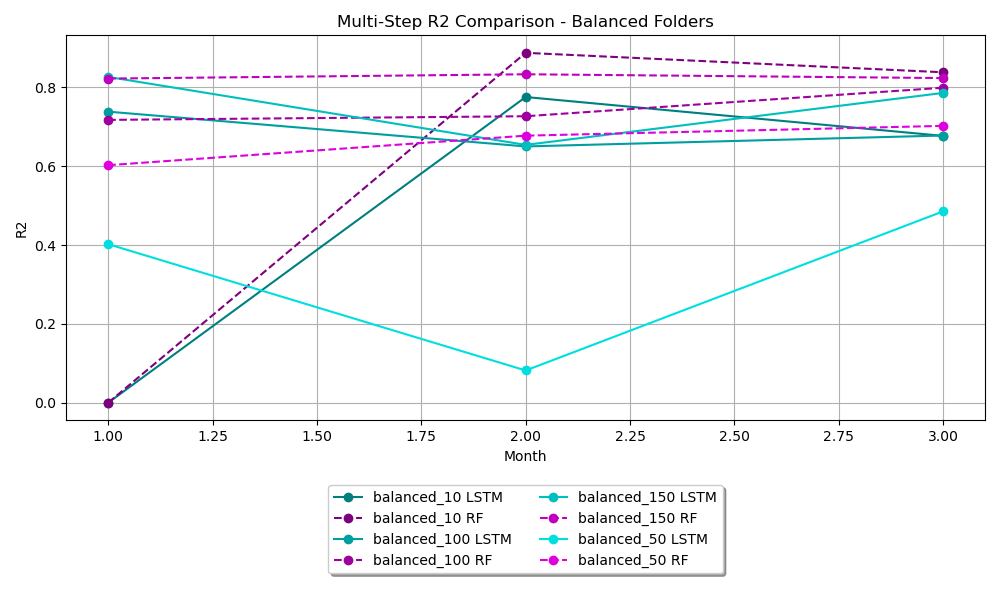 Multi-Step R2 Comparison - Balanced Folders
R2
0.8
0.6
0.4
0.2
0.0
1.00 1.25 1.50 1.75 2.00 2.25 2.50 2.75 3.00
Month
balanced_10 LSTM
balanced_10 RF
balanced_100 LSTM
balanced_100 RF
balanced_150 LSTM
balanced_150 RF
balanced_50 LSTM
balanced_50 RF